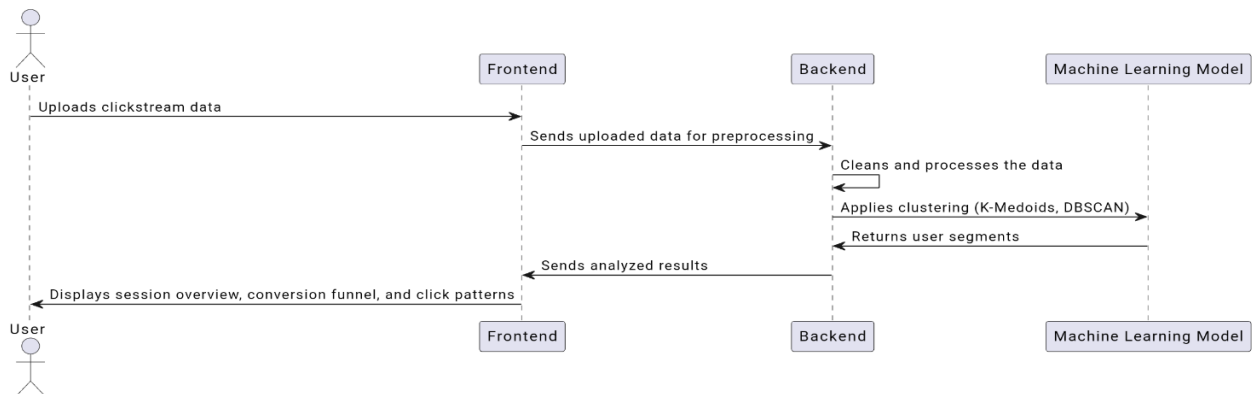 User
Frontend
Backend
Machine Learning Model
Uploads clickstream data
Sends uploaded data for preprocessing
Cleans and processes the data
Applies clustering (K-Medoids, DBSCAN)
Returns user segments
Sends analyzed results
Displays session overview, conversion funnel, and click patterns
User
Frontend
Backend
Machine Learning Model